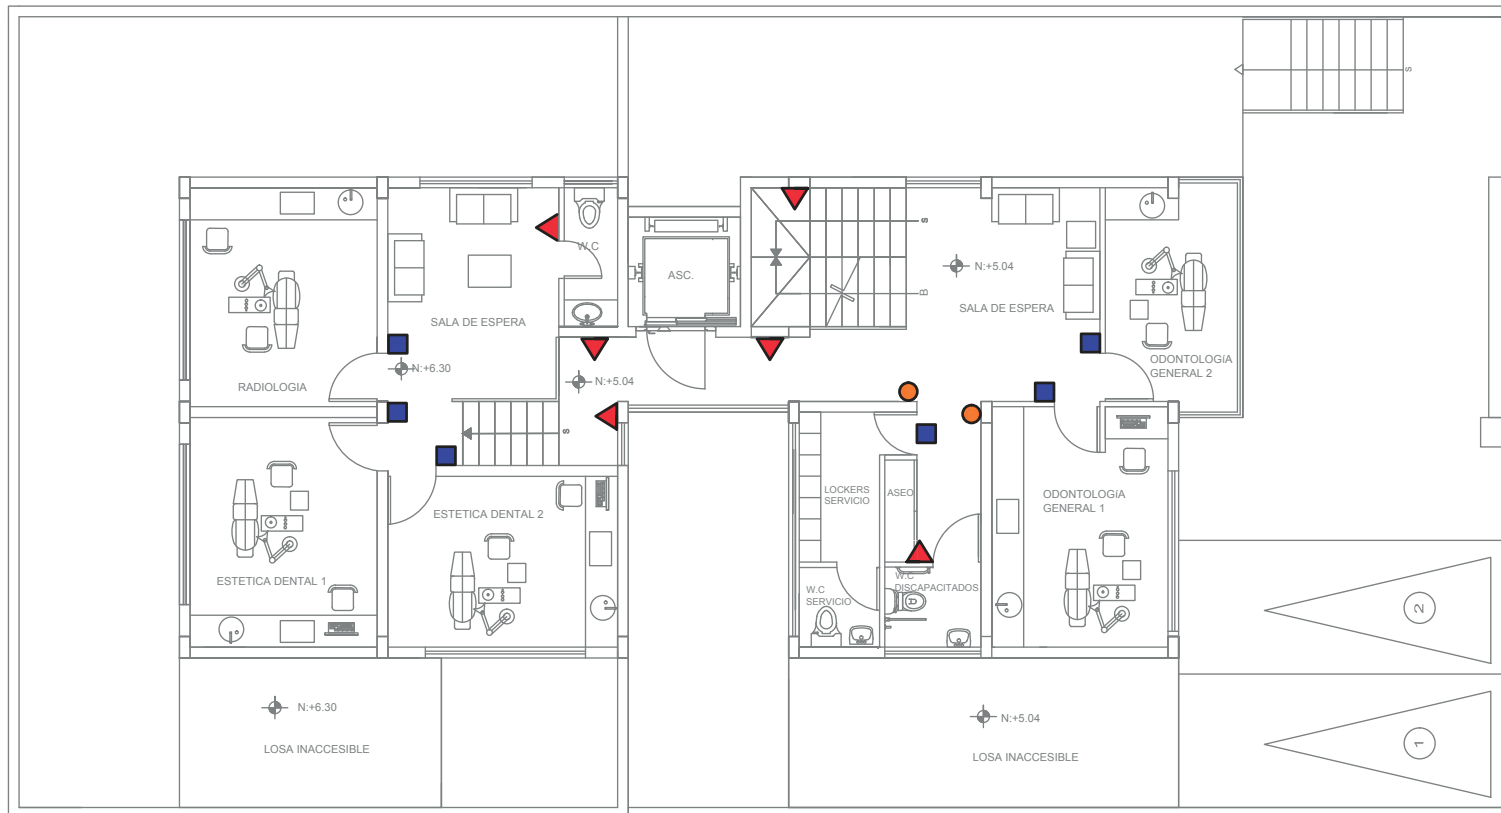 S
W.C
ASC.
S
N:+5.04
B
SALA DE ESPERA
SALA DE ESPERA
ODONTOLOGíA
GENERAL 2
N:+6.30
N:+5.04
RADIOLOGIA
S
LOCKERS
SERVICIO
ASEO
ODONTOLOGíA
GENERAL 1
ESTETICA DENTAL 2
ESTETICA DENTAL 1
W.C
SERVICIO
W.C
DISCAPACITADOS
2
N:+6.30
N:+5.04
LOSA INACCESIBLE
LOSA INACCESIBLE
1